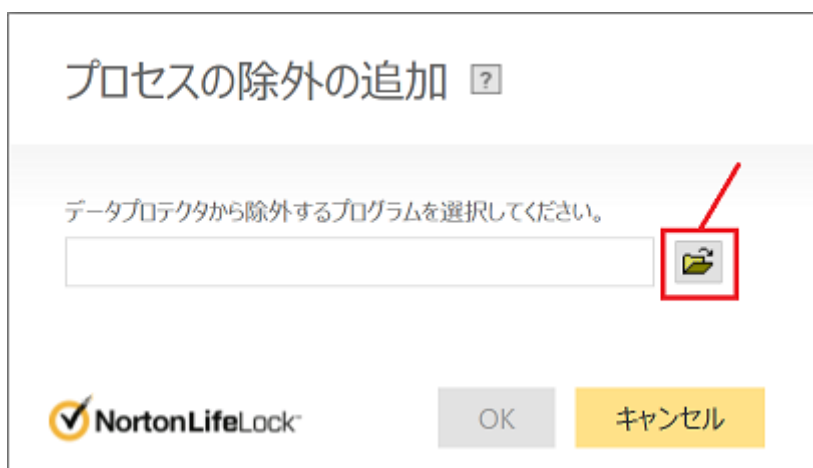 プロセスの除外の追加 ?
データプロテクタから除外するプログラムを選択してください。
NortonLifeLock
OK
キャンセル